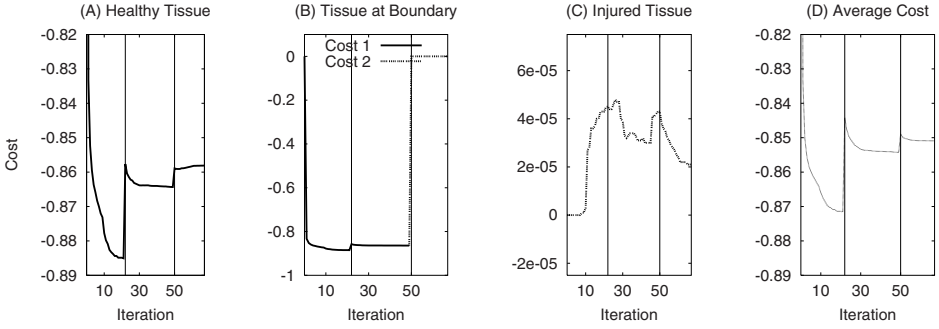 (A) Healthy Tissue
(B) Tissue at Boundary
(C) Injured Tissue
(D) Average Cost
Cost
-0.82
-0.83
-0.84
-0.85
-0.86
-0.87
-0.88
-0.89
10 30 50
Iteration
Cost 1
Cost 2
0
-0.2
-0.4
-0.6
-0.8
-1
10 30 50
Iteration
6e-05
4e-05
2e-05
0
-2e-05
10 30 50
Iteration
-0.82
-0.83
-0.84
-0.85
-0.86
-0.87
-0.88
-0.89
10 30 50
Iteration